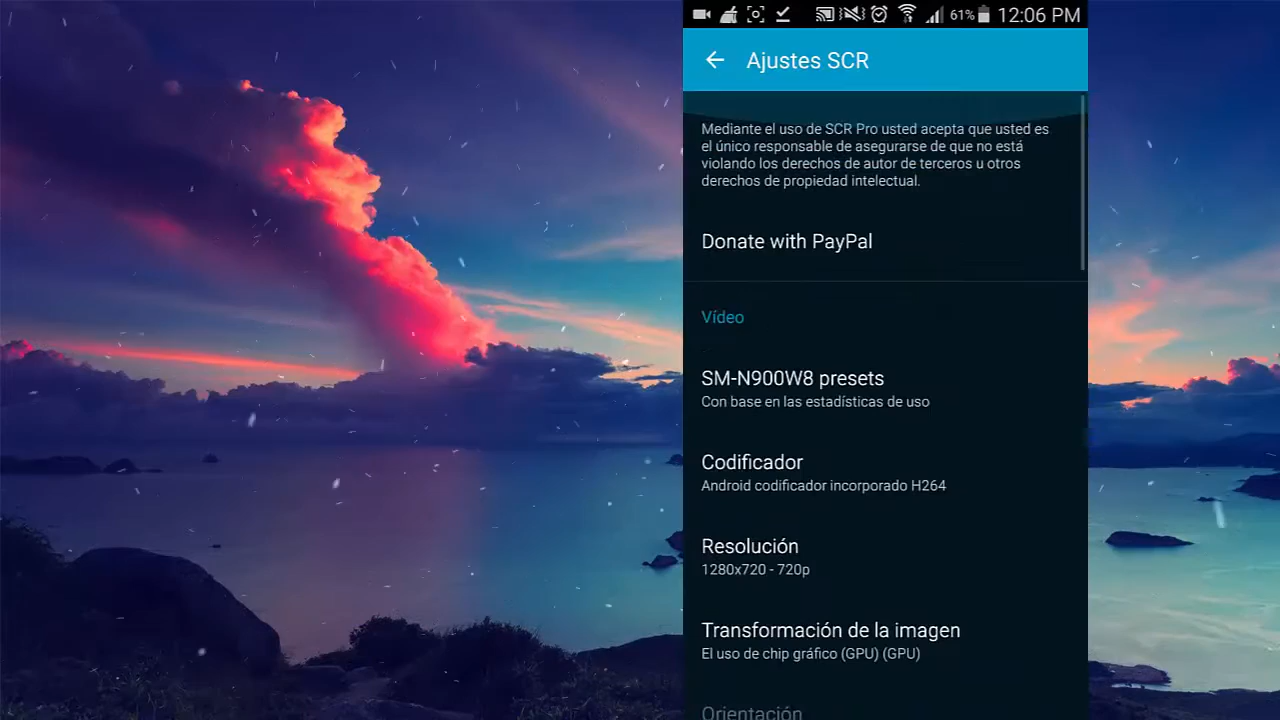 61% 12:06 PM
Ajustes SCR
Mediante el uso de SCR Pro usted acepta que usted es
el único responsable de asegurarse de que no está
violando los derechos de autor de terceros u otros
derechos de propiedad intelectual.
Donate with PayPal
Vídeo
SM-N900W8 presets
Con base en las estadísticas de uso
Codificador
Android codificador incorporado H264
Resolución
1280x720 - 720p
Transformación de la imagen
El uso de chip gráfico (GPU) (GPU)
Orientación